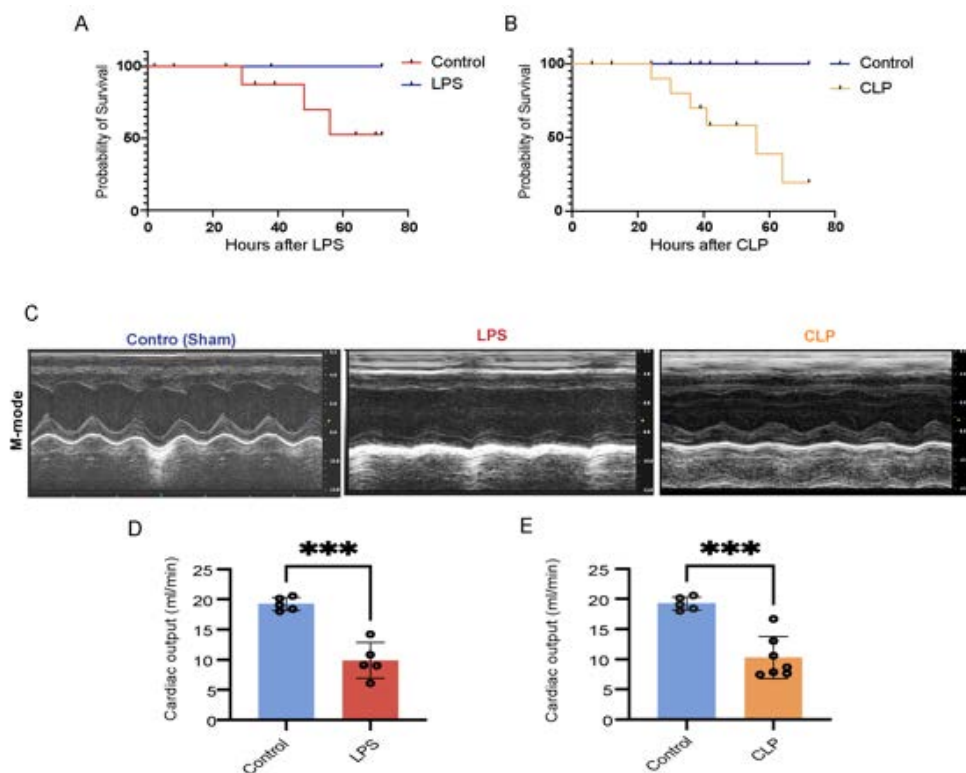 A
Probability of Survival
100
50
0
0 20 40 60 80
Hours after LPS
Control
LPS
B
Probability of Survival
100
50
0
0 20 40 60 80
Hours after CLP
Control
CLP
C
Contro (Sham) LPS CLP
M-mode
D
Cardiac output (ml/min)
25
20
15
10
5
0
***
Control LPS
E
Cardiac output (ml/min)
25
20
15
10
5
0
***
Control CLP